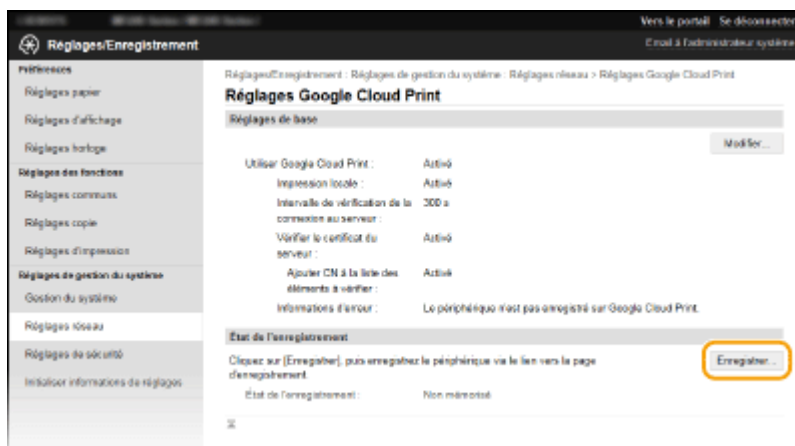 Vers le portail Se déconnecter
Réglages/Enregistrement
Email à l'administrateur système
Préférences
Réglages papier
Réglages d'affichage
Réglages horloge
Réglages des fonctions
Réglages communs
Réglages copie
Réglages d'impression
Réglages de gestion du système
Gestion du système
Réglages réseau
Réglages de sécurité
Initialiser informations de réglages
Réglages/Enregistrement : Réglages de gestion du système : Réglages réseau > Réglages Google Cloud Print
Réglages Google Cloud Print
Réglages de base
Modifier...
Utiliser Google Cloud Print : Activé
Impression locale : Activé
Intervalle de vérification de la 300 s
connexion au serveur :
Vérifier le certificat du Activé
serveur :
Ajouter CN à la liste des Activé
éléments à vérifier :
Informations d'erreur : Le périphérique n'est pas enregistré sur Google Cloud Print.
État de l'enregistrement
Cliquez sur [Enregistrer], puis enregistrez le périphérique via le lien vers la page
d'enregistrement.
Enregistrer...
État de l'enregistrement : Non mémorisé